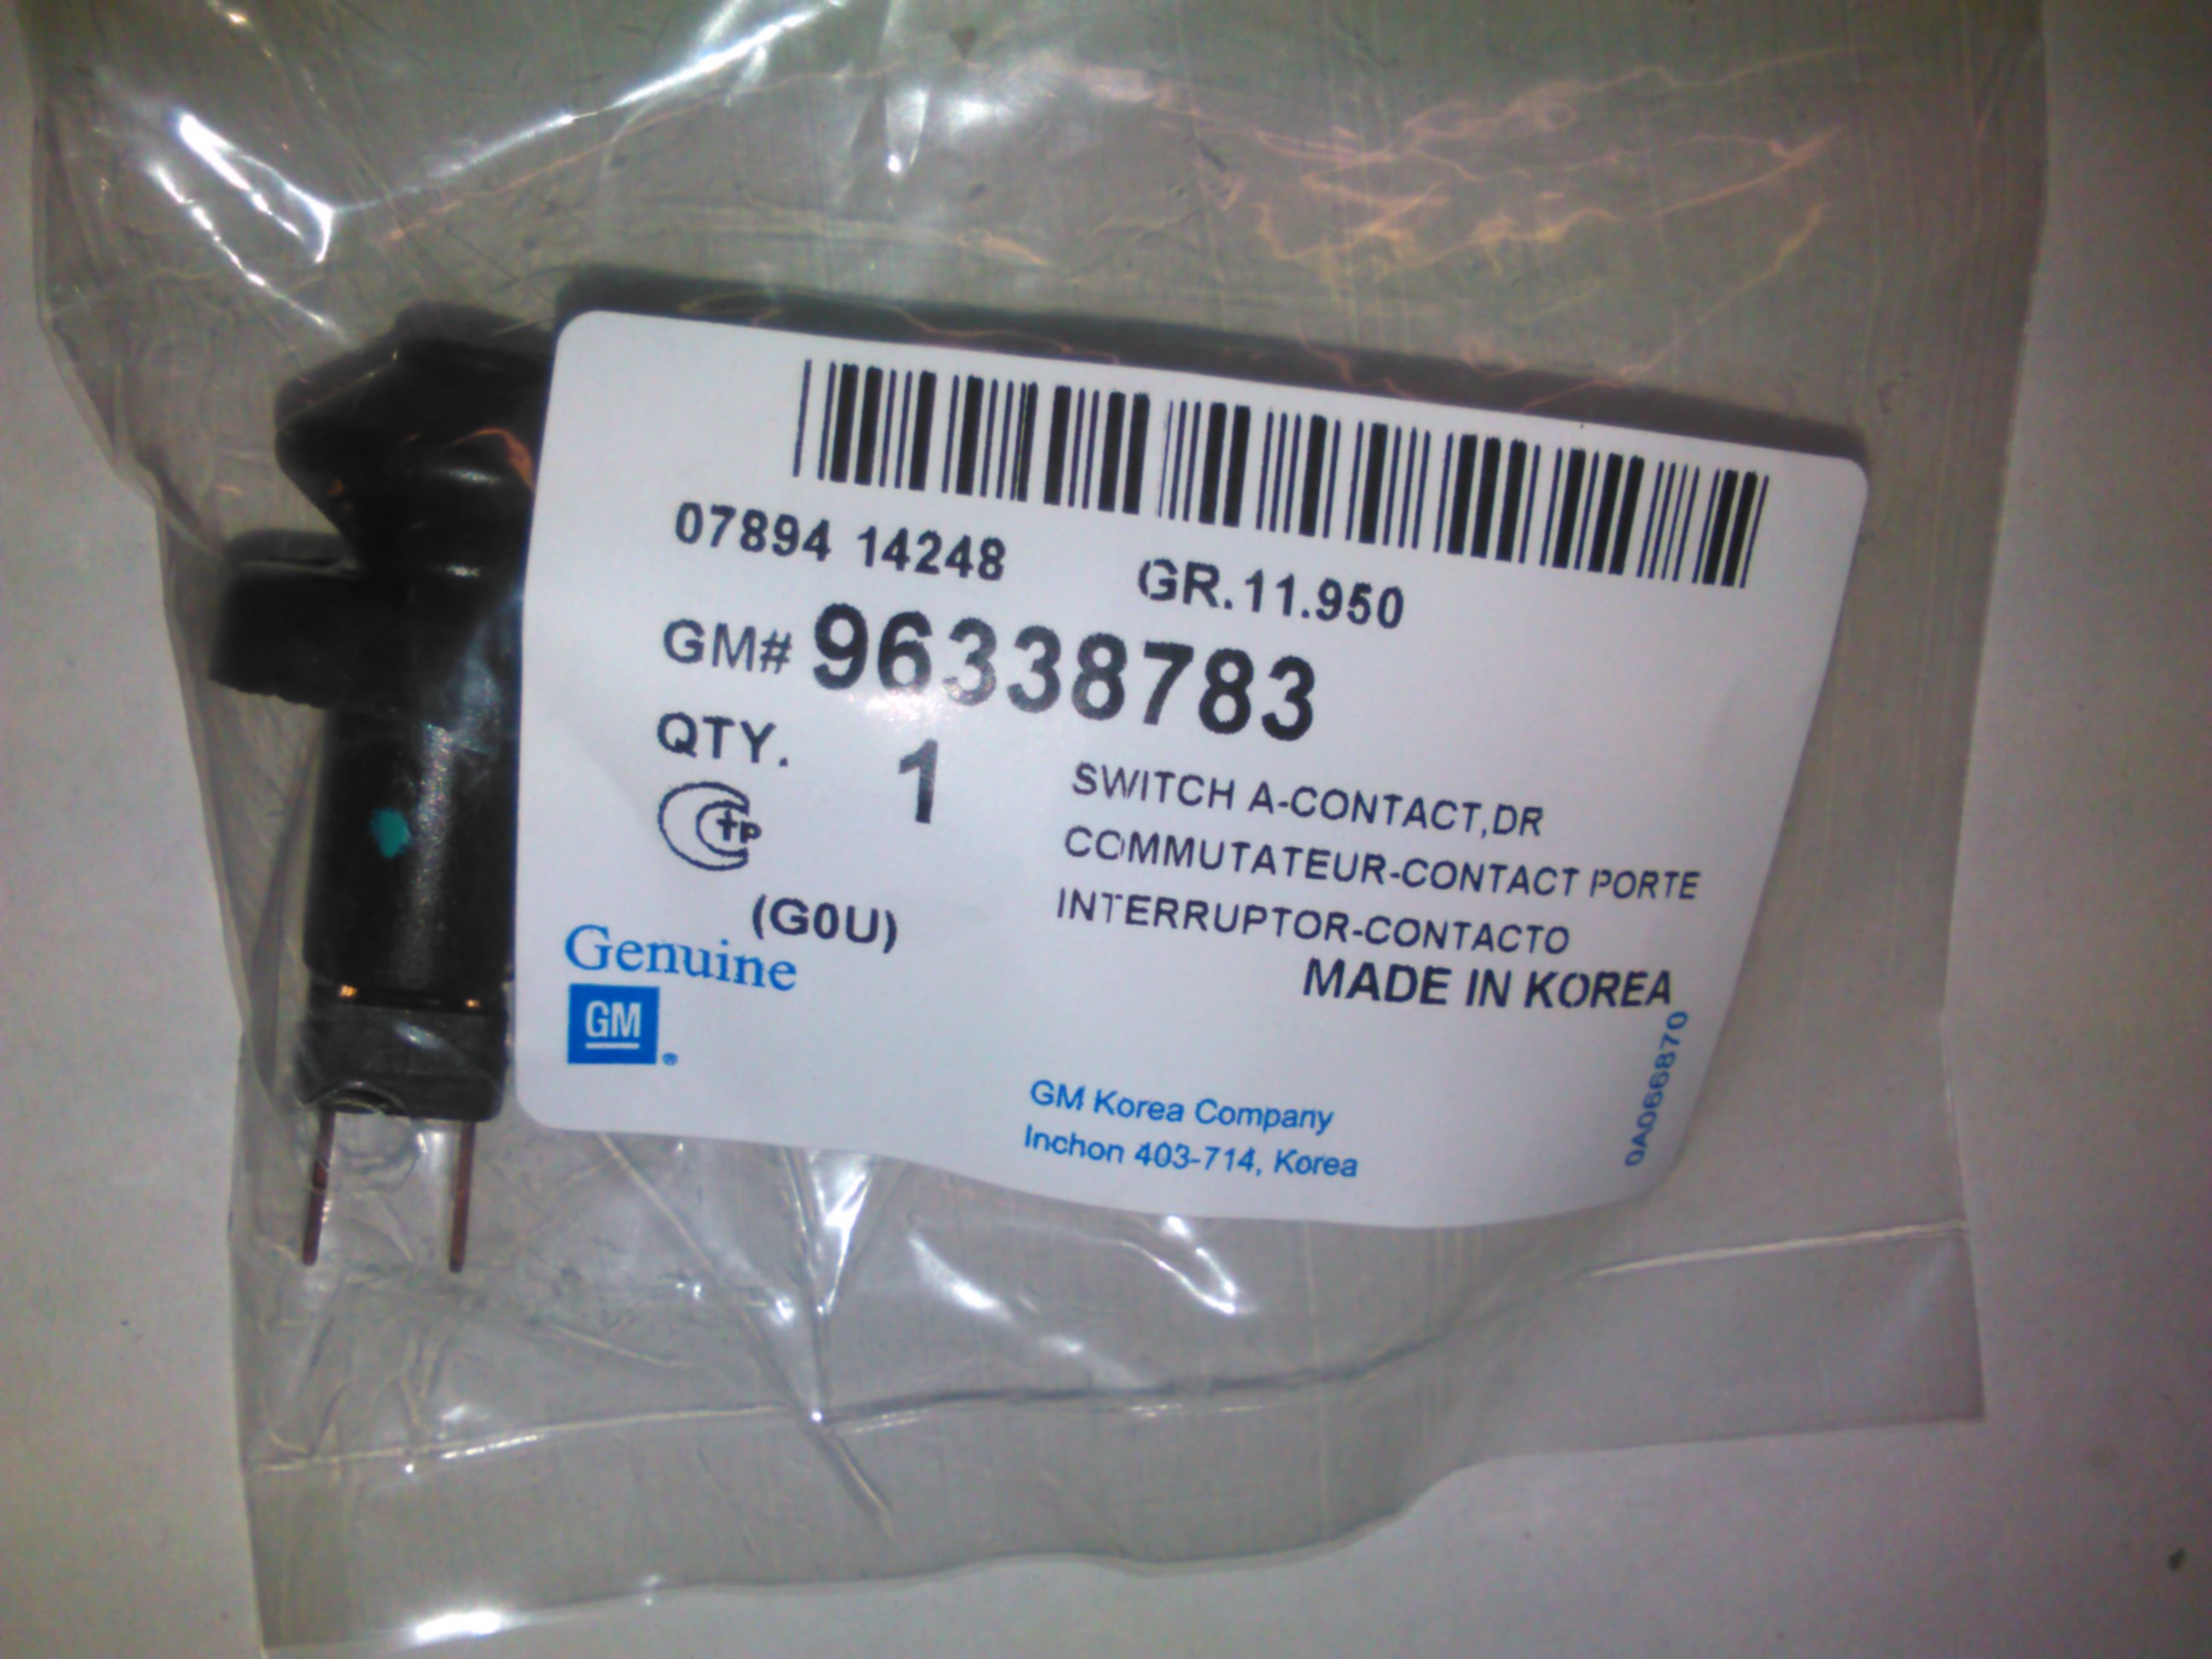 07894 14248 GR.11.950
GM# 96338783
QTY. 1
SWITCH A-CONTACT,DR
COMMUTATEUR-CONTACT PORTE
INTERRUPTOR-CONTACTO
(G0U)
MADE IN KOREA
Genuine
GM
GM Korea Company
Inchon 403-714, Korea
0A066870